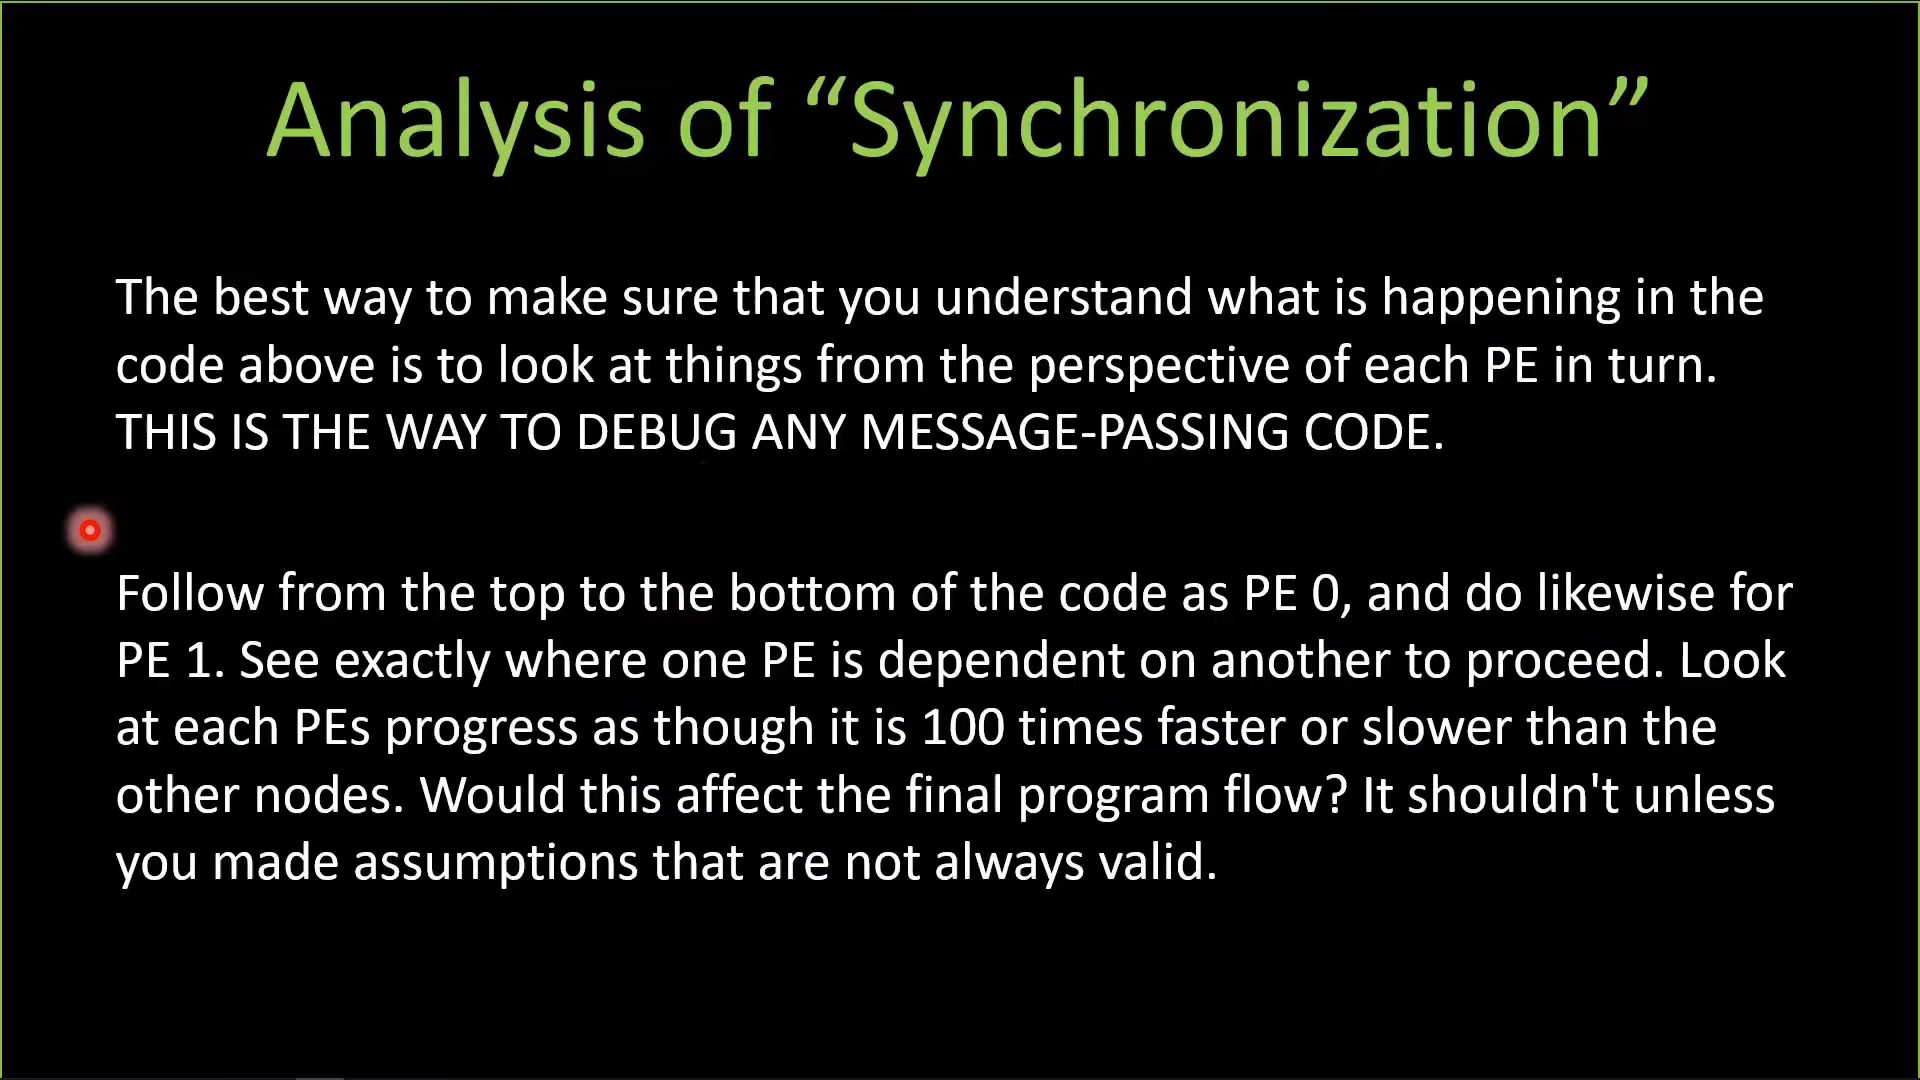 Analysis of “Synchronization”
The best way to make sure that you understand what is happening in the
code above is to look at things from the perspective of each PE in turn.
THIS IS THE WAY TO DEBUG ANY MESSAGE-PASSING CODE.
Follow from the top to the bottom of the code as PE 0, and do likewise for
PE 1. See exactly where one PE is dependent on another to proceed. Look
at each PEs progress as though it is 100 times faster or slower than the
other nodes. Would this affect the final program flow? It shouldn't unless
you made assumptions that are not always valid.